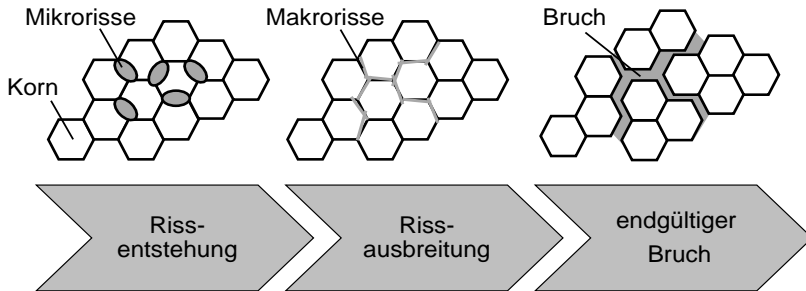 Mikrorisse
Makrorisse
Bruch
Korn
Riss-
entstehung
Riss-
ausbreitung
endgültiger
Bruch